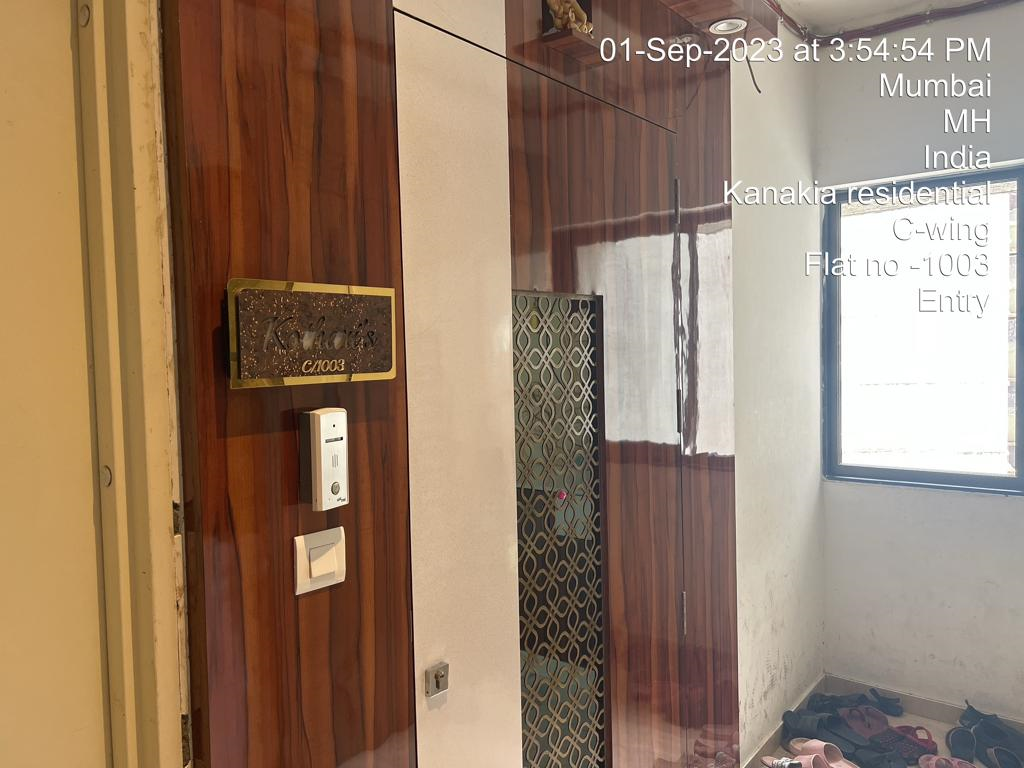 01-Sep-2023 at 3:54:54 PM
Mumbai
MH
India
Kanakia residential
C-wing
Flat no -1003
Entry
C/1003